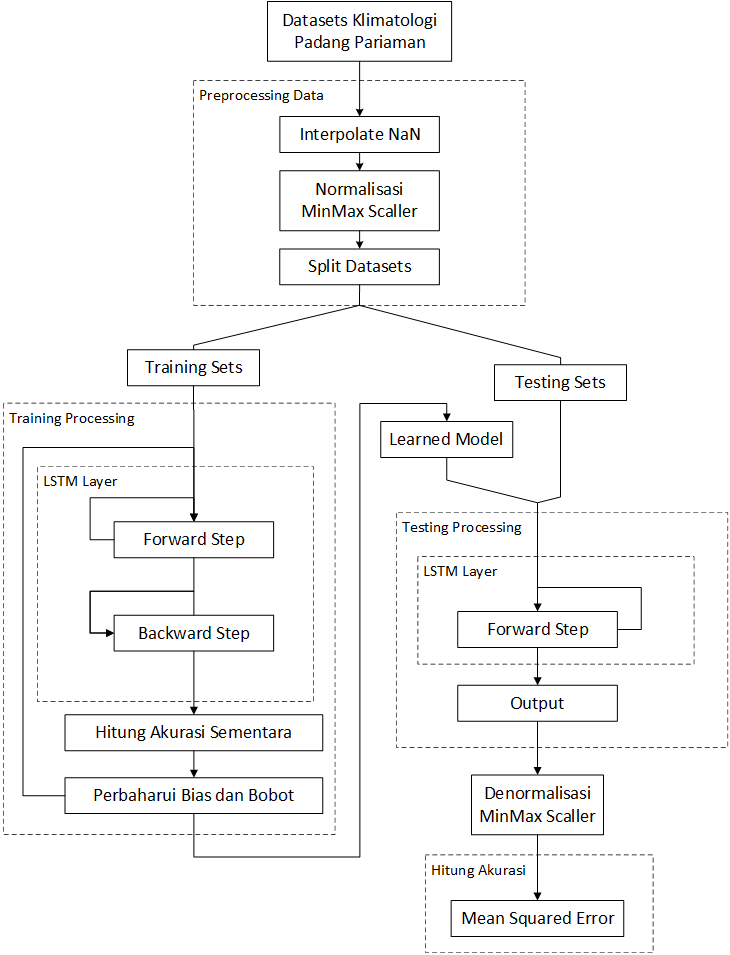 Datasets Klimatologi
Padang Pariaman
Preprocessing Data
Interpolate NaN
Normalisasi
MinMax Scaller
Split Datasets
Training Sets
Testing Sets
Training Processing
Learned Model
LSTM Layer
Forward Step
Backward Step
Hitung Akurasi Sementara
Perbaharui Bias dan Bobot
Testing Processing
LSTM Layer
Forward Step
Output
Denormalisasi
MinMax Scaller
Hitung Akurasi
Mean Squared Error